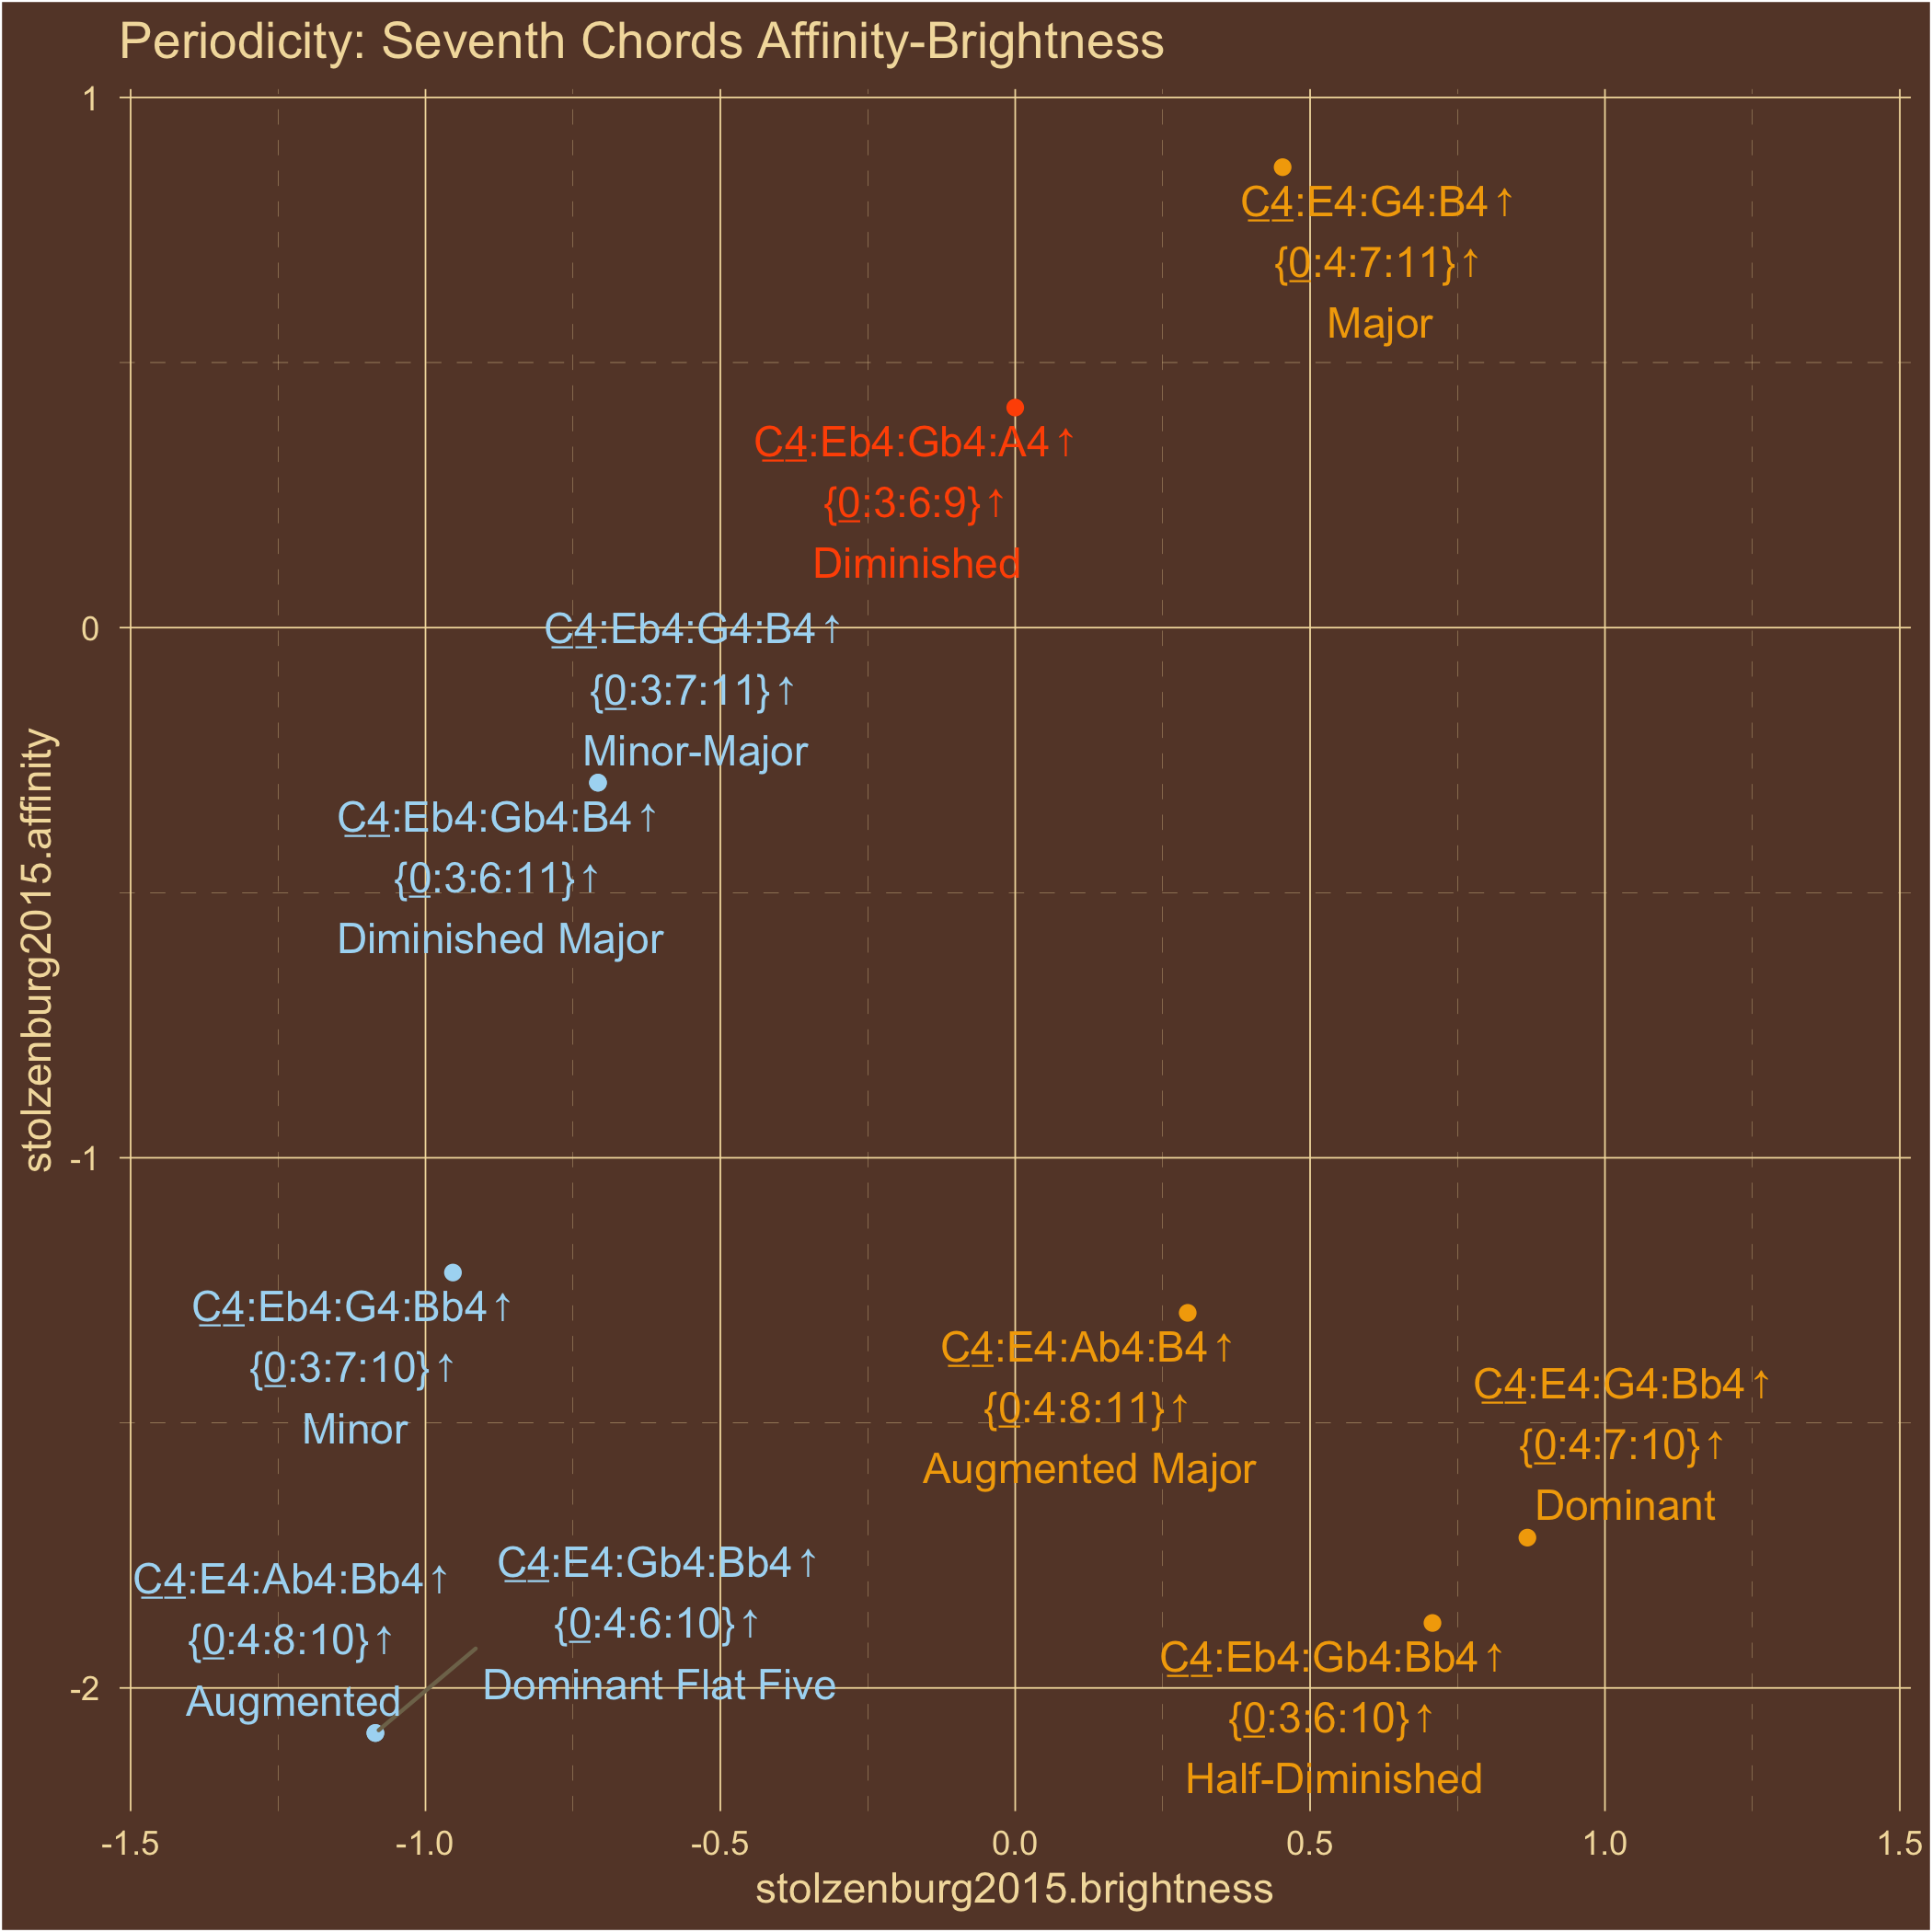 Periodicity: Seventh Chords Affinity-Brightness
1
C4:E4:G4:B4↑
{0:4:7:11}↑
Major
C4:Eb4:Gb4:A4↑
{0:3:6:9}↑
Diminished
0
C4:Eb4:G4:B4↑
{0:3:7:11}↑
Minor-Major
C4:Eb4:Gb4:B4↑
{0:3:6:11}↑
Diminished Major
stolzenburg2015.affinity
-1
C4:Eb4:G4:Bb4↑
{0:3:7:10}↑
Minor
C4:E4:Ab4:B4↑
{0:4:8:11}↑
Augmented Major
C4:E4:G4:Bb4↑
{0:4:7:10}↑
Dominant
C4:E4:Ab4:Bb4↑
{0:4:8:10}↑
Augmented
C4:E4:Gb4:Bb4↑
{0:4:6:10}↑
Dominant Flat Five
C4:Eb4:Gb4:Bb4↑
{0:3:6:10}↑
Half-Diminished
-2
-1.5 -1.0 -0.5 0.0 0.5 1.0 1.5
stolzenburg2015.brightness